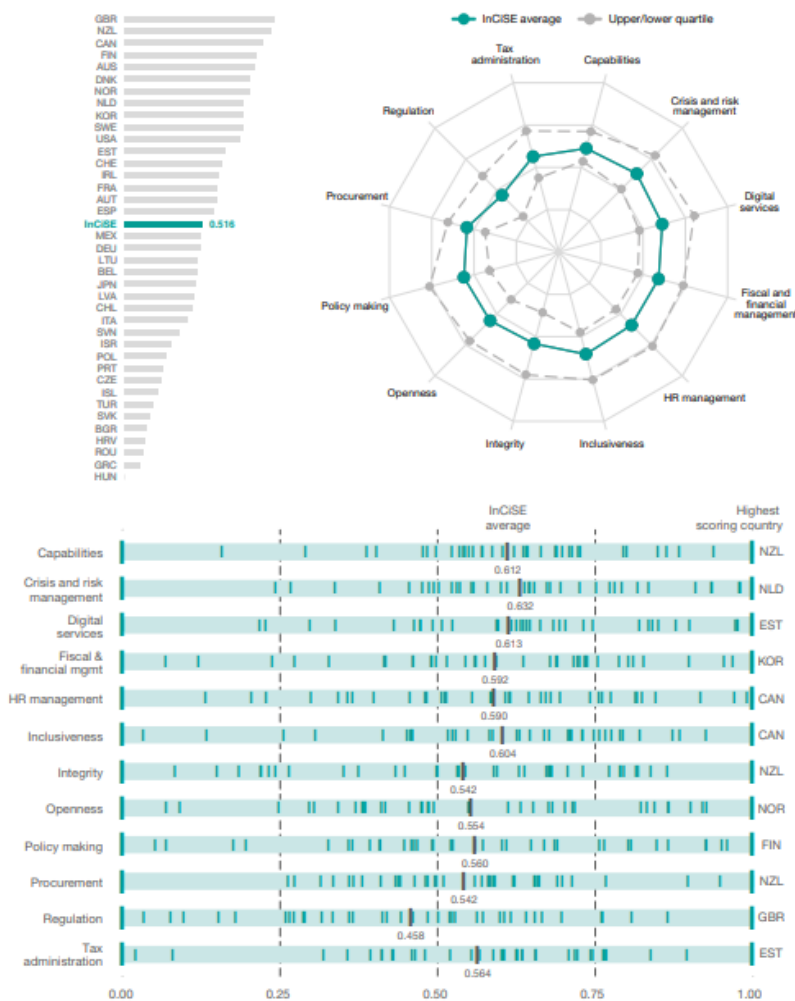 GBR
NZL
CAN
FIN
AUS
DNK
NOR
NLD
KOR
SWE
USA
EST
CHE
IRL
FRA
AUT
ESP
InCiSE 0.516
MEX
DEU
LTU
BEL
JPN
LVA
CHL
ITA
SVN
ISR
POL
PRT
CZE
ISL
TUR
SVK
BGR
HRV
ROU
GRC
HUN
InCiSE average Upper/lower quartile
Tax
administration
Capabilities
Crisis and risk
management
Digital
services
Fiscal and
financial
management
HR management
Inclusiveness
Integrity
Openness
Policy making
Procurement
Regulation
InCiSE
average
Highest
scoring country
Capabilities NZL
0.612
Crisis and risk
management NLD
0.632
Digital
services EST
0.613
Fiscal &
financial mgmt KOR
0.592
HR management CAN
0.590
Inclusiveness CAN
0.604
Integrity NZL
0.542
Openness NOR
0.554
Policy making FIN
0.560
Procurement NZL
0.542
Regulation GBR
0.458
Tax
administration EST
0.564
0.00 0.25 0.50 0.75 1.00